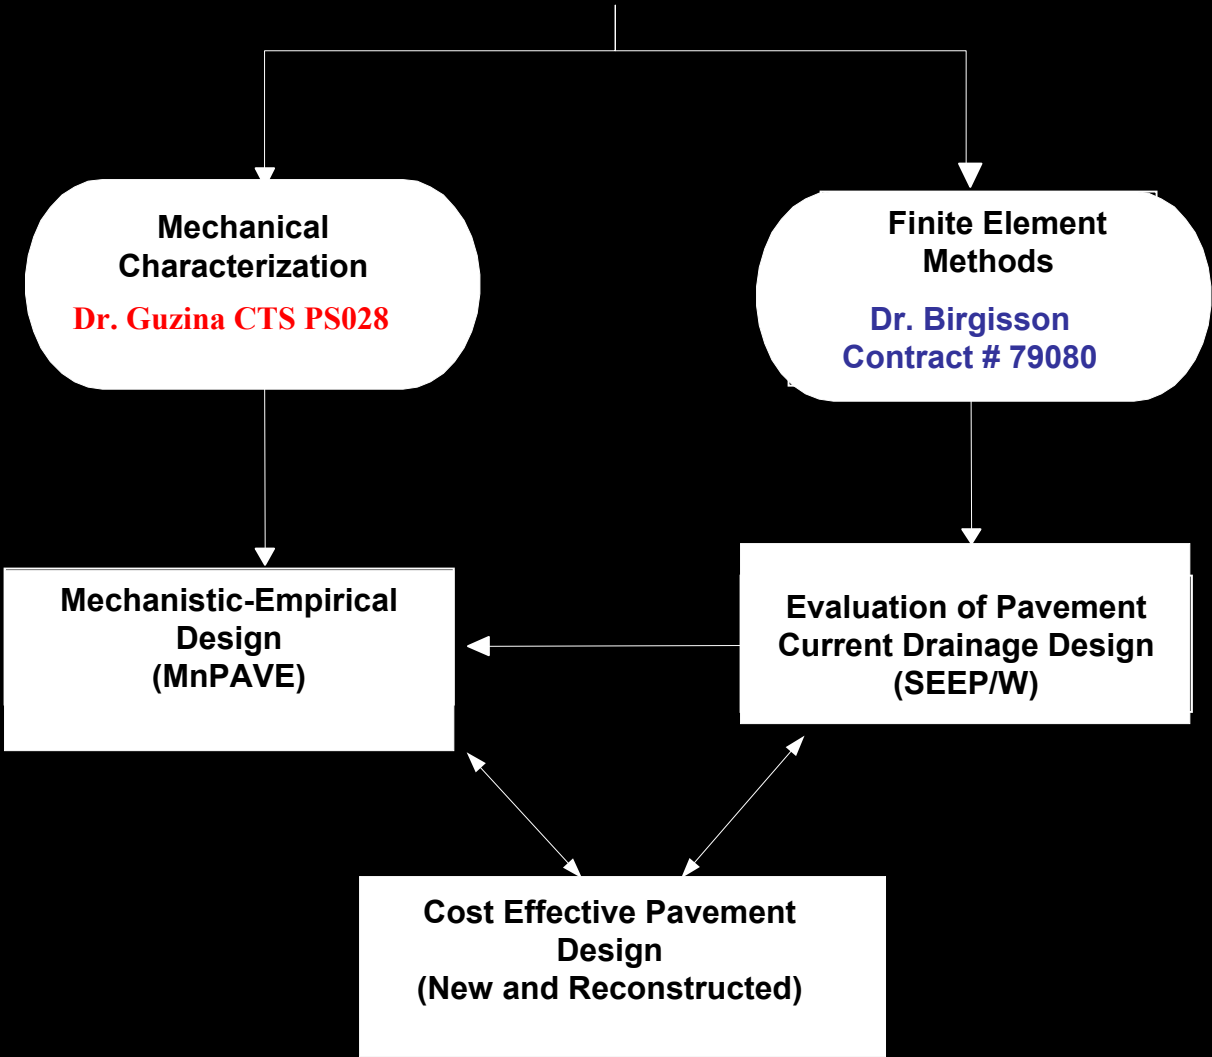 Mechanical
Characterization
Dr. Guzina CTS PS028
Finite Element
Methods
Dr. Birgisson
Contract # 79080
Mechanistic-Empirical
Design
(MnPAVE)
Evaluation of Pavement
Current Drainage Design
(SEEP/W)
Cost Effective Pavement
Design
(New and Reconstructed)